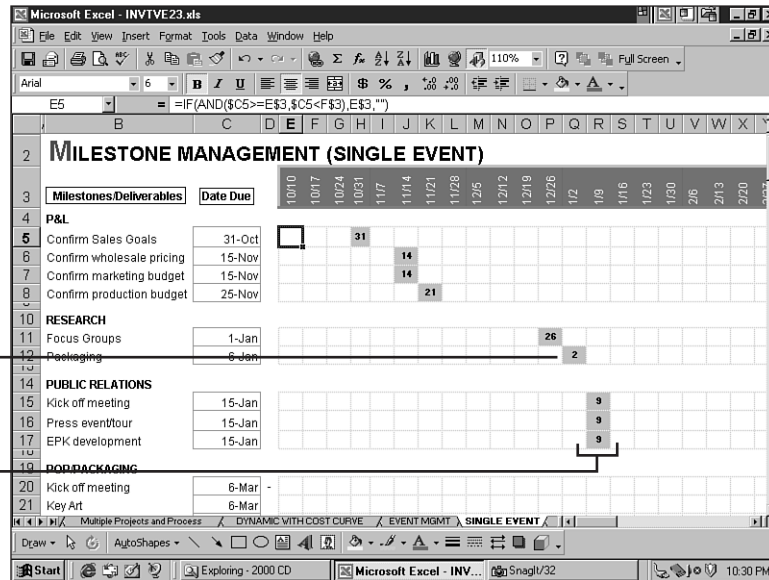 Microsoft Excel - INVTVE23.xls
File Edit View Insert Format Tools Data Window Help
110% Full Screen
Arial 6 B I U $ % ,
E5 = =IF(AND($C5>=E$3,$C5<F$3),E$3,"")
B C D E F G H I J K L M N O P Q R S T U V W X Y
2 MILESTONE MANAGEMENT (SINGLE EVENT)
3 Milestones/Deliverables Date Due 10/10 10/17 10/24 10/31 11/7 11/14 11/21 11/28 12/5 12/12 12/19 12/26 1/2 1/9 1/16 1/23 1/30 2/6 2/13 2/20 2/27
4 P&L
5 Confirm Sales Goals 31-Oct 31
6 Confirm wholesale pricing 15-Nov 14
7 Confirm marketing budget 15-Nov 14
8 Confirm production budget 25-Nov 21
10 RESEARCH
11 Focus Groups 1-Jan 26
12 Packaging 6-Jan 2
14 PUBLIC RELATIONS
15 Kick off meeting 15-Jan 9
16 Press event/tour 15-Jan 9
17 EPK development 15-Jan 9
19 POP/PACKAGING
20 Kick off meeting 6-Mar -
21 Key Art 6-Mar
Multiple Projects and Process DYNAMIC WITH COST CURVE EVENT MGMT SINGLE EVENT
Draw AutoShapes
Start Exploring - 2000 CD Microsoft Excel - INV... SnagIt/32 10:30 PM